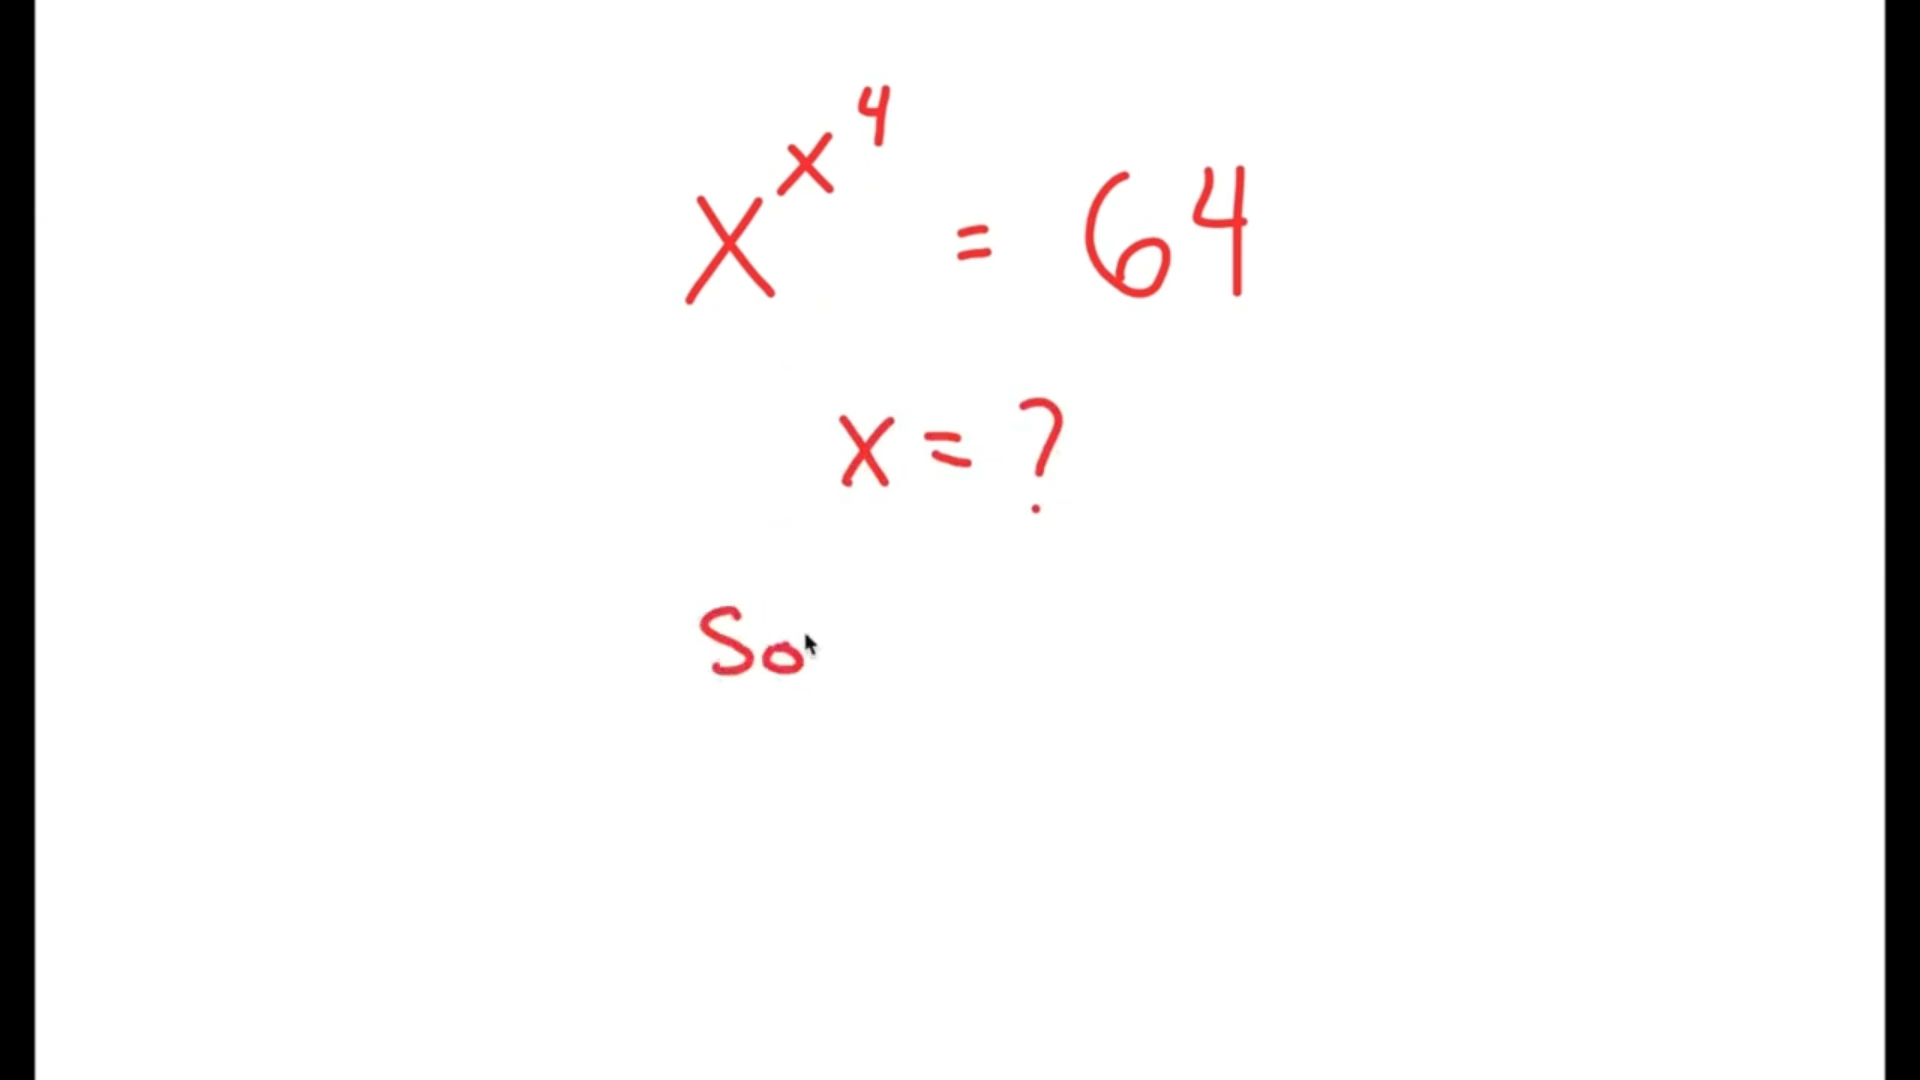 x^x^4 = 64
x = ?
So